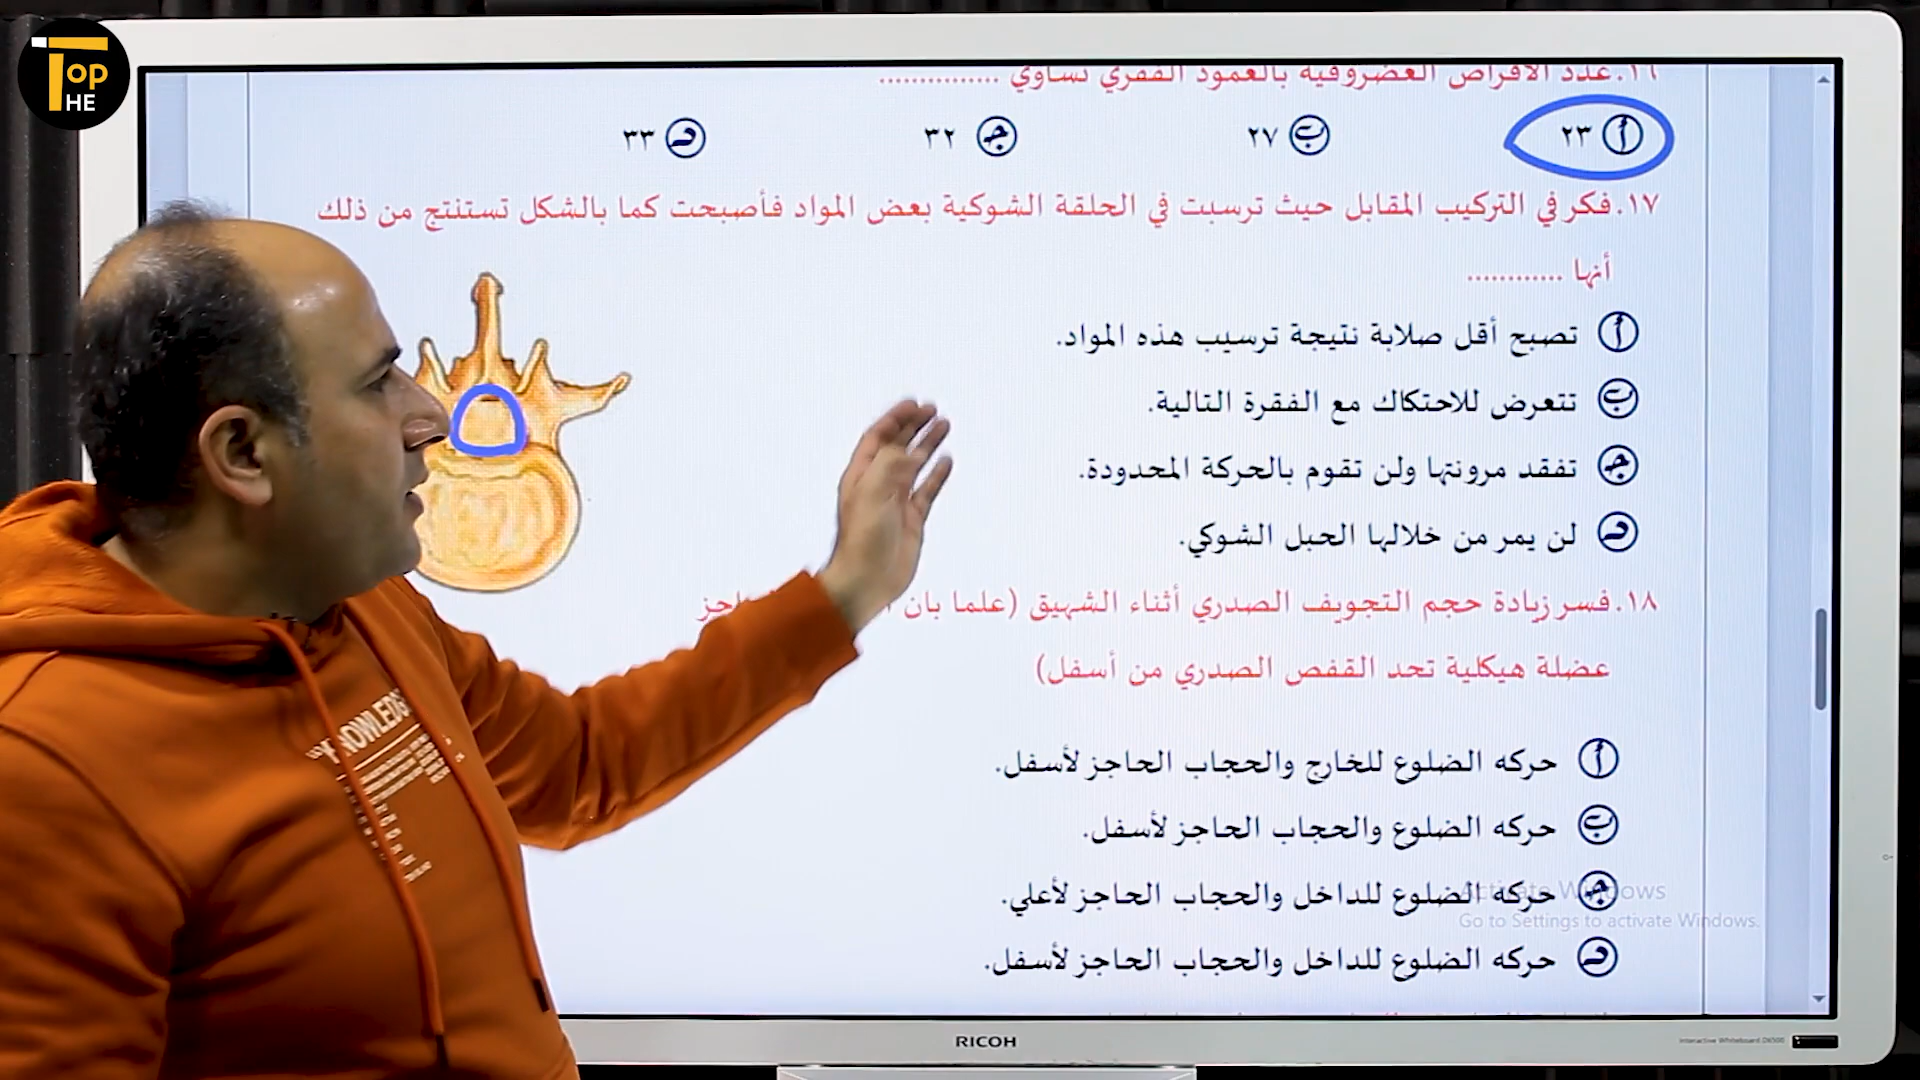 TOP
THE
١٦. عدد الأقراص الغضروفية بالعمود الفقري تساوي ...............
أ ٢٣
ب ٢٧
ج ٣٢
د ٣٣
١٧. فكر في التركيب المقابل حيث ترسبت في الحلقة الشوكية بعض المواد فأصبحت كما بالشكل تستنتج من ذلك
أنها ............
أ تصبح أقل صلابة نتيجة ترسيب هذه المواد.
ب تتعرض للاحتكاك مع الفقرة التالية.
ج تفقد مرونتها ولن تقوم بالحركة المحدودة.
د لن يمر من خلالها الحبل الشوكي.
١٨. فسر زيادة حجم التجويف الصدري أثناء الشهيق (علما بان
عضلة هيكلية تحد القفص الصدري من أسفل)
أ حركه الضلوع للخارج والحجاب الحاجز لأسفل.
ب حركه الضلوع والحجاب الحاجز لأسفل.
ج حركه الضلوع للداخل والحجاب الحاجز لأعلي.
د حركه الضلوع للداخل والحجاب الحاجز لأسفل.
Activate Windows
Go to Settings to activate Windows.
RICOH